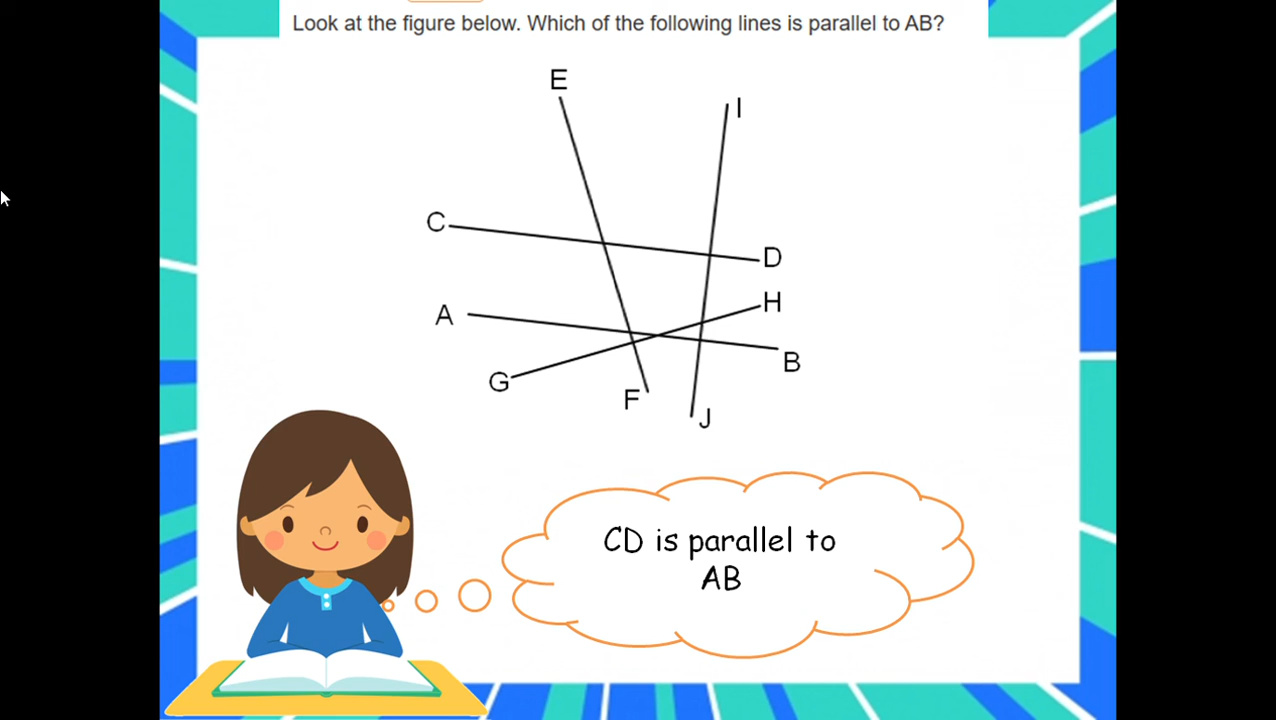 Look at the figure below. Which of the following lines is parallel to AB?
E
I
C
D
H
A
B
G
F
J
CD is parallel to
AB